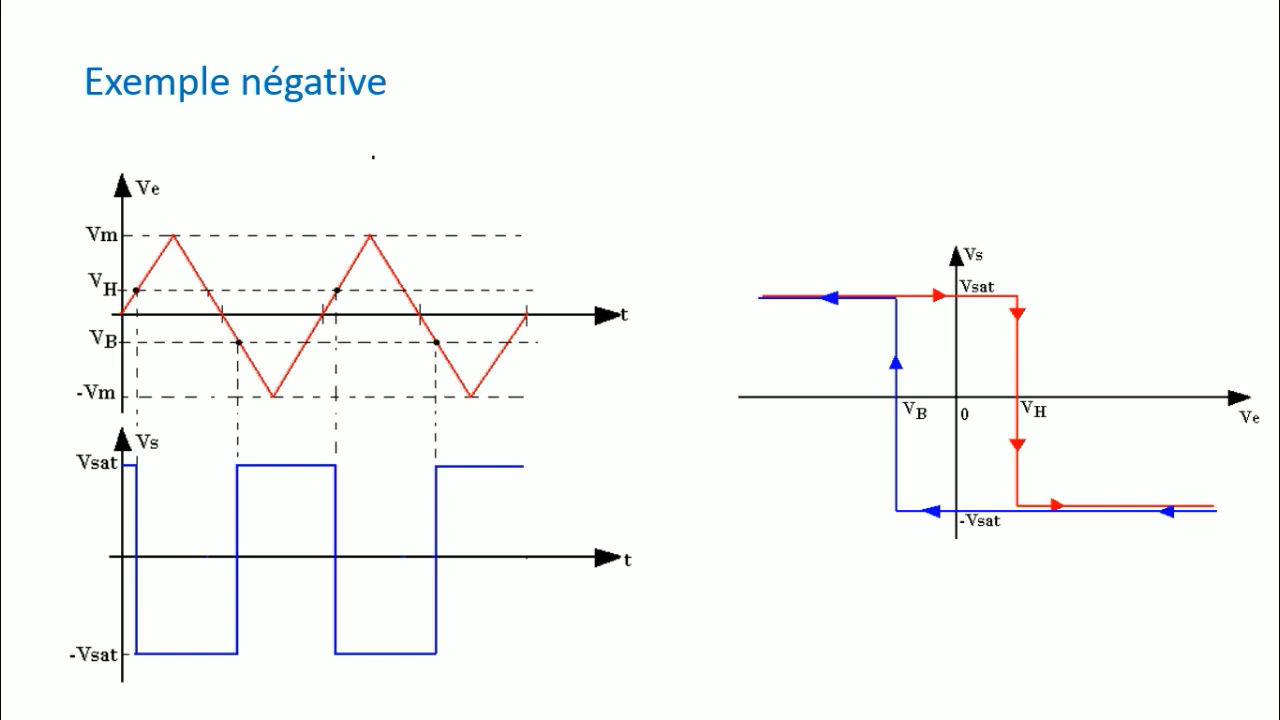 Exemple négative
Ve
Vm
VH
t
VB
-Vm
Vs
Vsat
t
-Vsat
Vs
Vsat
VB
0
VH
Ve
-Vsat